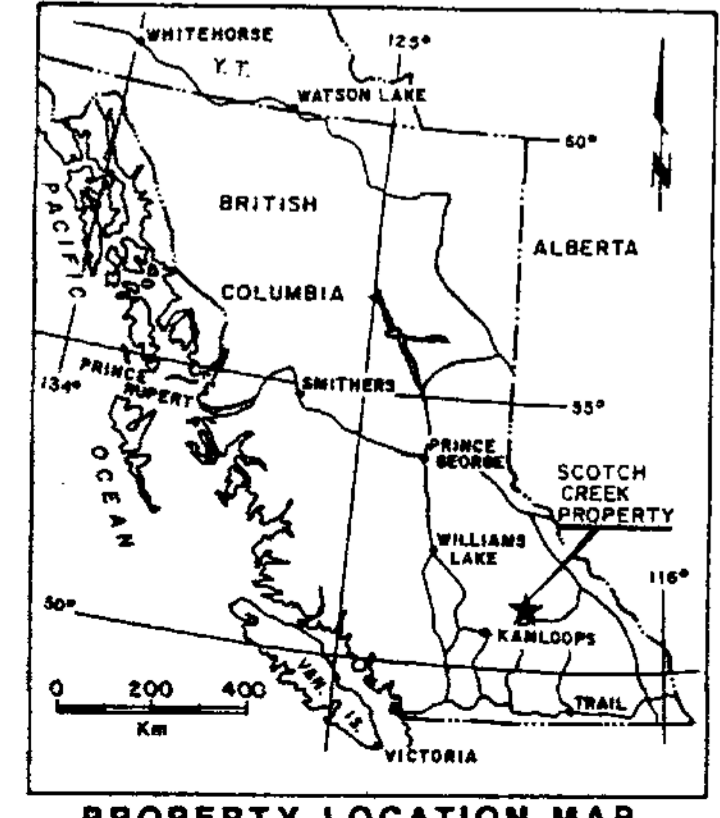 WHITEHORSE
Y. T.
125°
WATSON LAKE
60°
N
BRITISH
COLUMBIA
ALBERTA
PACIFIC
OCEAN
134°
PRINCE
RUPERT
SMITHERS
55°
PRINCE
GEORGE
SCOTCH
CREEK
PROPERTY
WILLIAMS
LAKE
116°
50°
KAMLOOPS
VAN.
IS.
0 200 400
Km
TRAIL
VICTORIA
PROPERTY LOCATION MAP